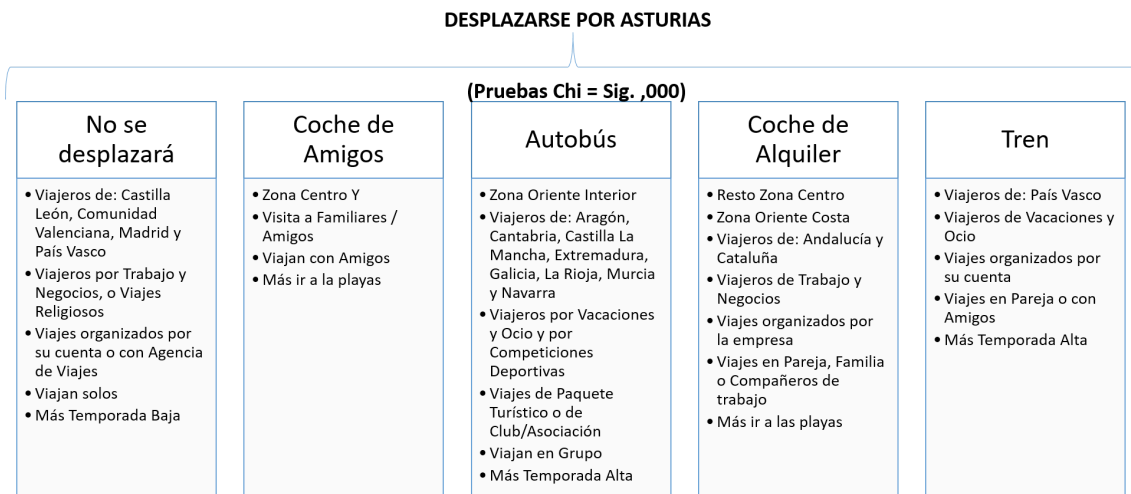 DESPLAZARSE POR ASTURIAS
(Pruebas Chi = Sig. ,000)
No se
desplazará
• Viajeros de: Castilla
León, Comunidad
Valenciana, Madrid y
País Vasco
• Viajeros por Trabajo y
Negocios, o Viajes
Religiosos
• Viajes organizados por
su cuenta o con Agencia
de Viajes
• Viajan solos
• Más Temporada Baja
Coche de
Amigos
• Zona Centro Y
• Visita a Familiares /
Amigos
• Viajan con Amigos
• Más ir a la playas
Autobús
• Zona Oriente Interior
• Viajeros de: Aragón,
Cantabria, Castilla La
Mancha, Extremadura,
Galicia, La Rioja, Murcia
y Navarra
• Viajeros por Vacaciones
y Ocio y por
Competiciones
Deportivas
• Viajes de Paquete
Turístico o de
Club/Asociación
• Viajan en Grupo
• Más Temporada Alta
Coche de
Alquiler
• Resto Zona Centro
• Zona Oriente Costa
• Viajeros de: Andalucía y
Cataluña
• Viajeros de Trabajo y
Negocios
• Viajes organizados por
la empresa
• Viajes en Pareja, Familia
o Compañeros de
trabajo
• Más ir a las playas
Tren
• Viajeros de: País Vasco
• Viajeros de Vacaciones y
Ocio
• Viajes organizados por
su cuenta
• Viajes en Pareja o con
Amigos
• Más Temporada Alta